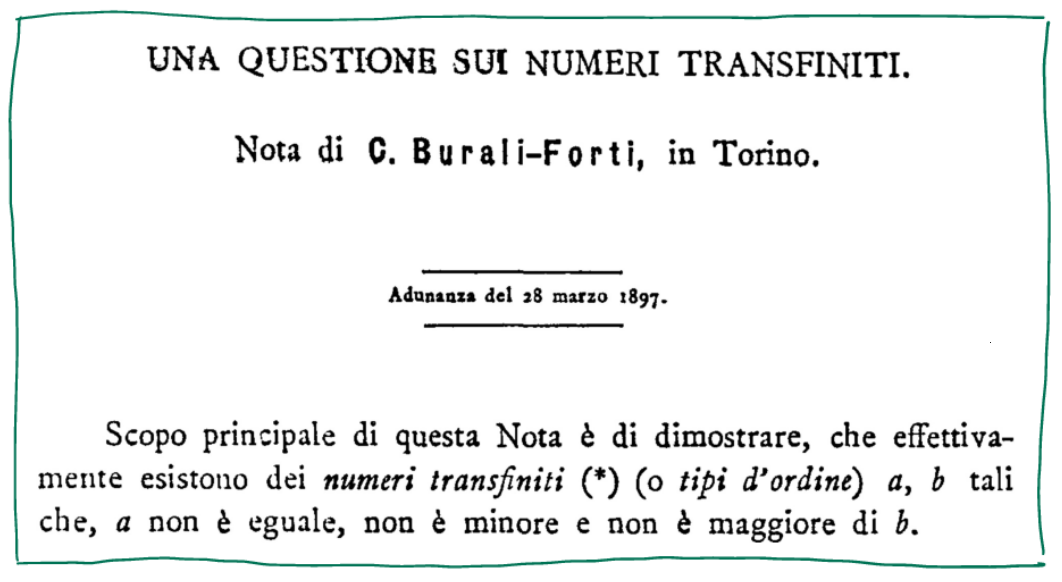 UNA QUESTIONE SUI NUMERI TRANSFINITI.
Nota di C. Burali-Forti, in Torino.
Adunanza del 28 marzo 1897.
Scopo principale di questa Nota è di dimostrare, che effettiva-
mente esistono dei numeri transfiniti (*) (o tipi d'ordine) a, b tali
che, a non è eguale, non è minore e non è maggiore di b.